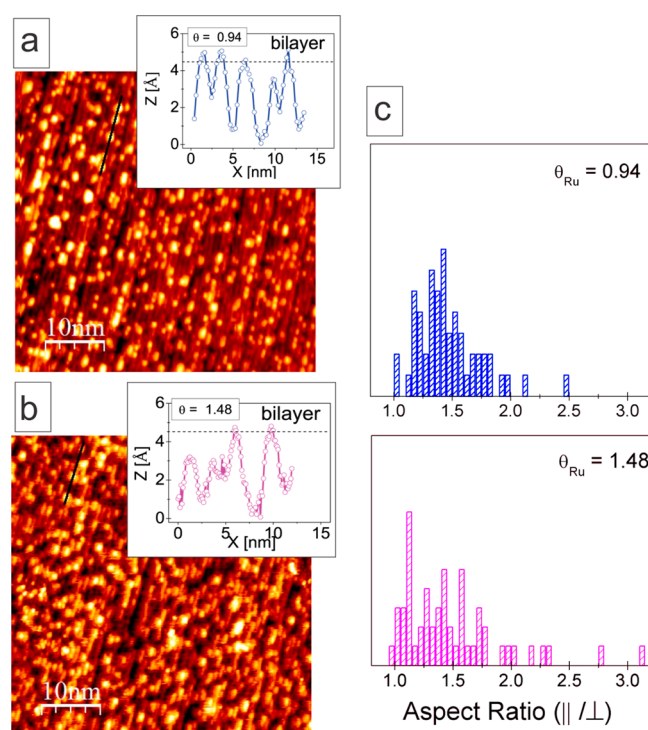 a
θ = 0.94
bilayer
Z [Å]
6
4
2
0
0
5
10
15
X [nm]
10nm
b
θ = 1.48
bilayer
Z [Å]
6
4
2
0
0
5
10
15
X [nm]
10nm
c
θRu = 0.94
1.0 1.5 2.0 2.5 3.0
θRu = 1.48
1.0 1.5 2.0 2.5 3.0
Aspect Ratio (||/⊥)